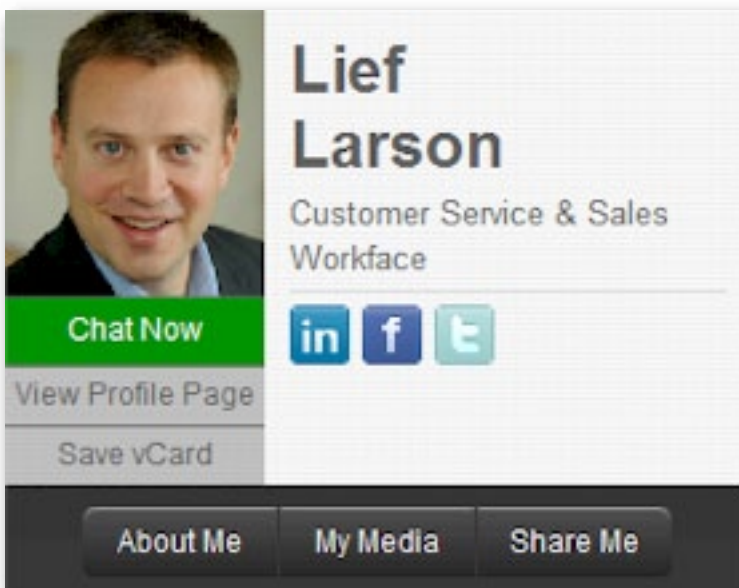 Lief
Larson
Customer Service & Sales
Workface
in f t
Chat Now
View Profile Page
Save vCard
About Me My Media Share Me